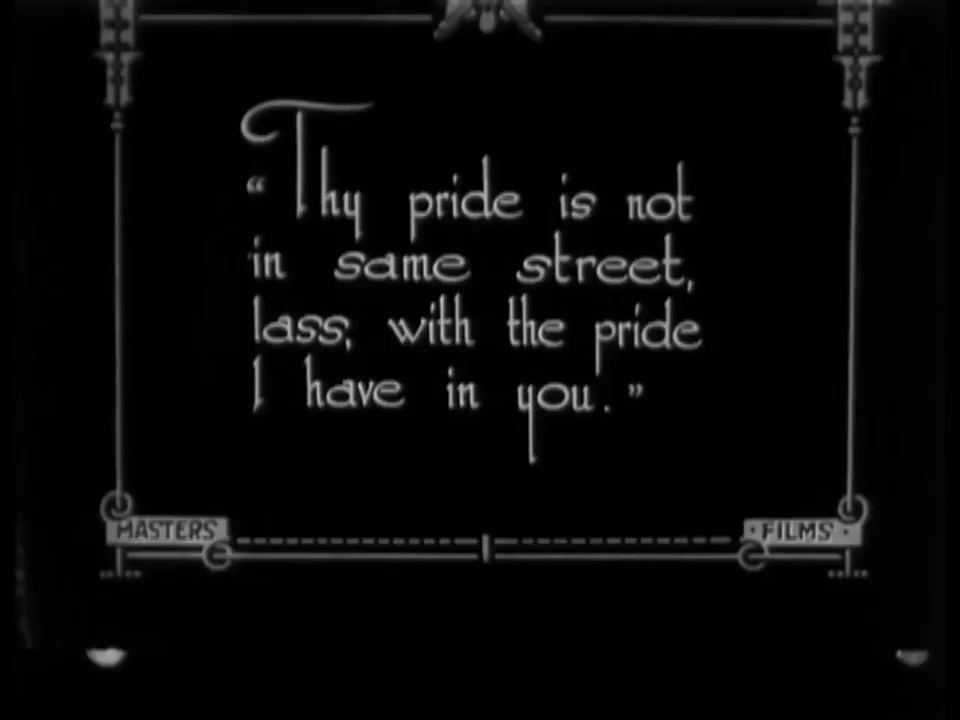 “Thy pride is not
in same street,
lass, with the pride
I have in you.”
MASTERS
· FILMS ·